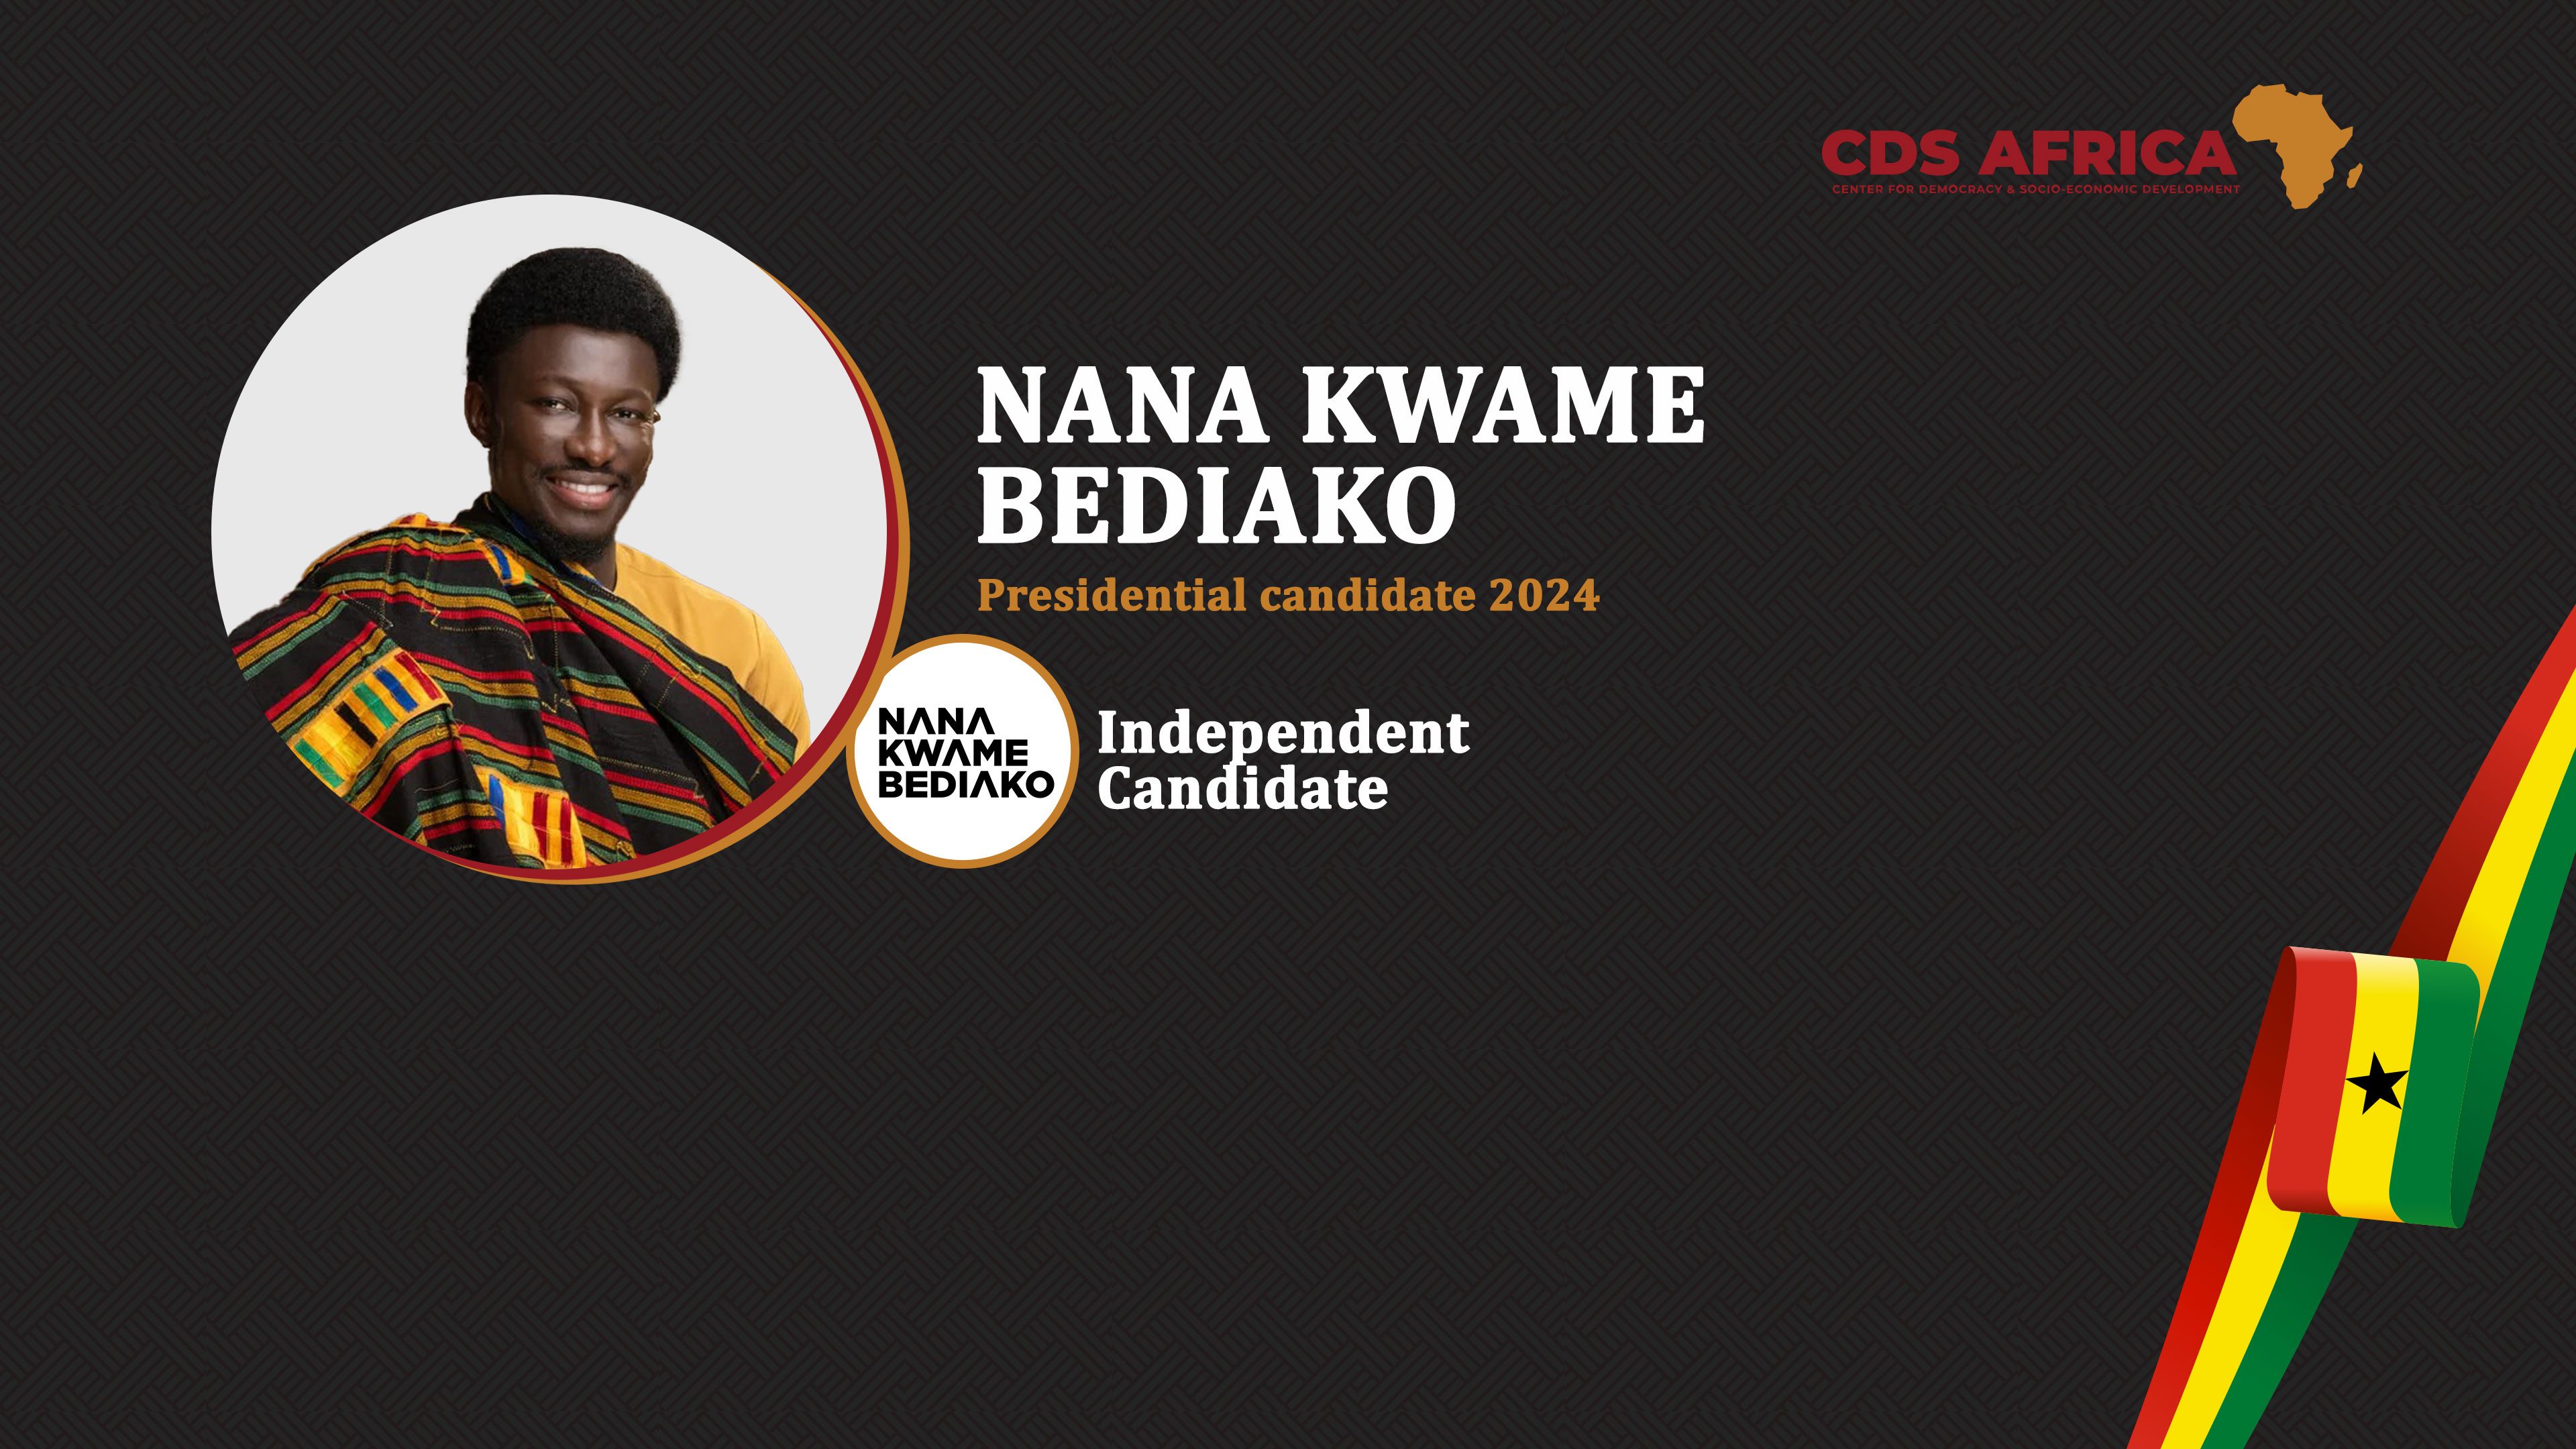 CDS AFRICA
CENTER FOR DEMOCRACY & SOCIO-ECONOMIC DEVELOPMENT
NANA KWAME
BEDIAKO
Presidential candidate 2024
NANA
KWAME
BEDIAKO
Independent
Candidate